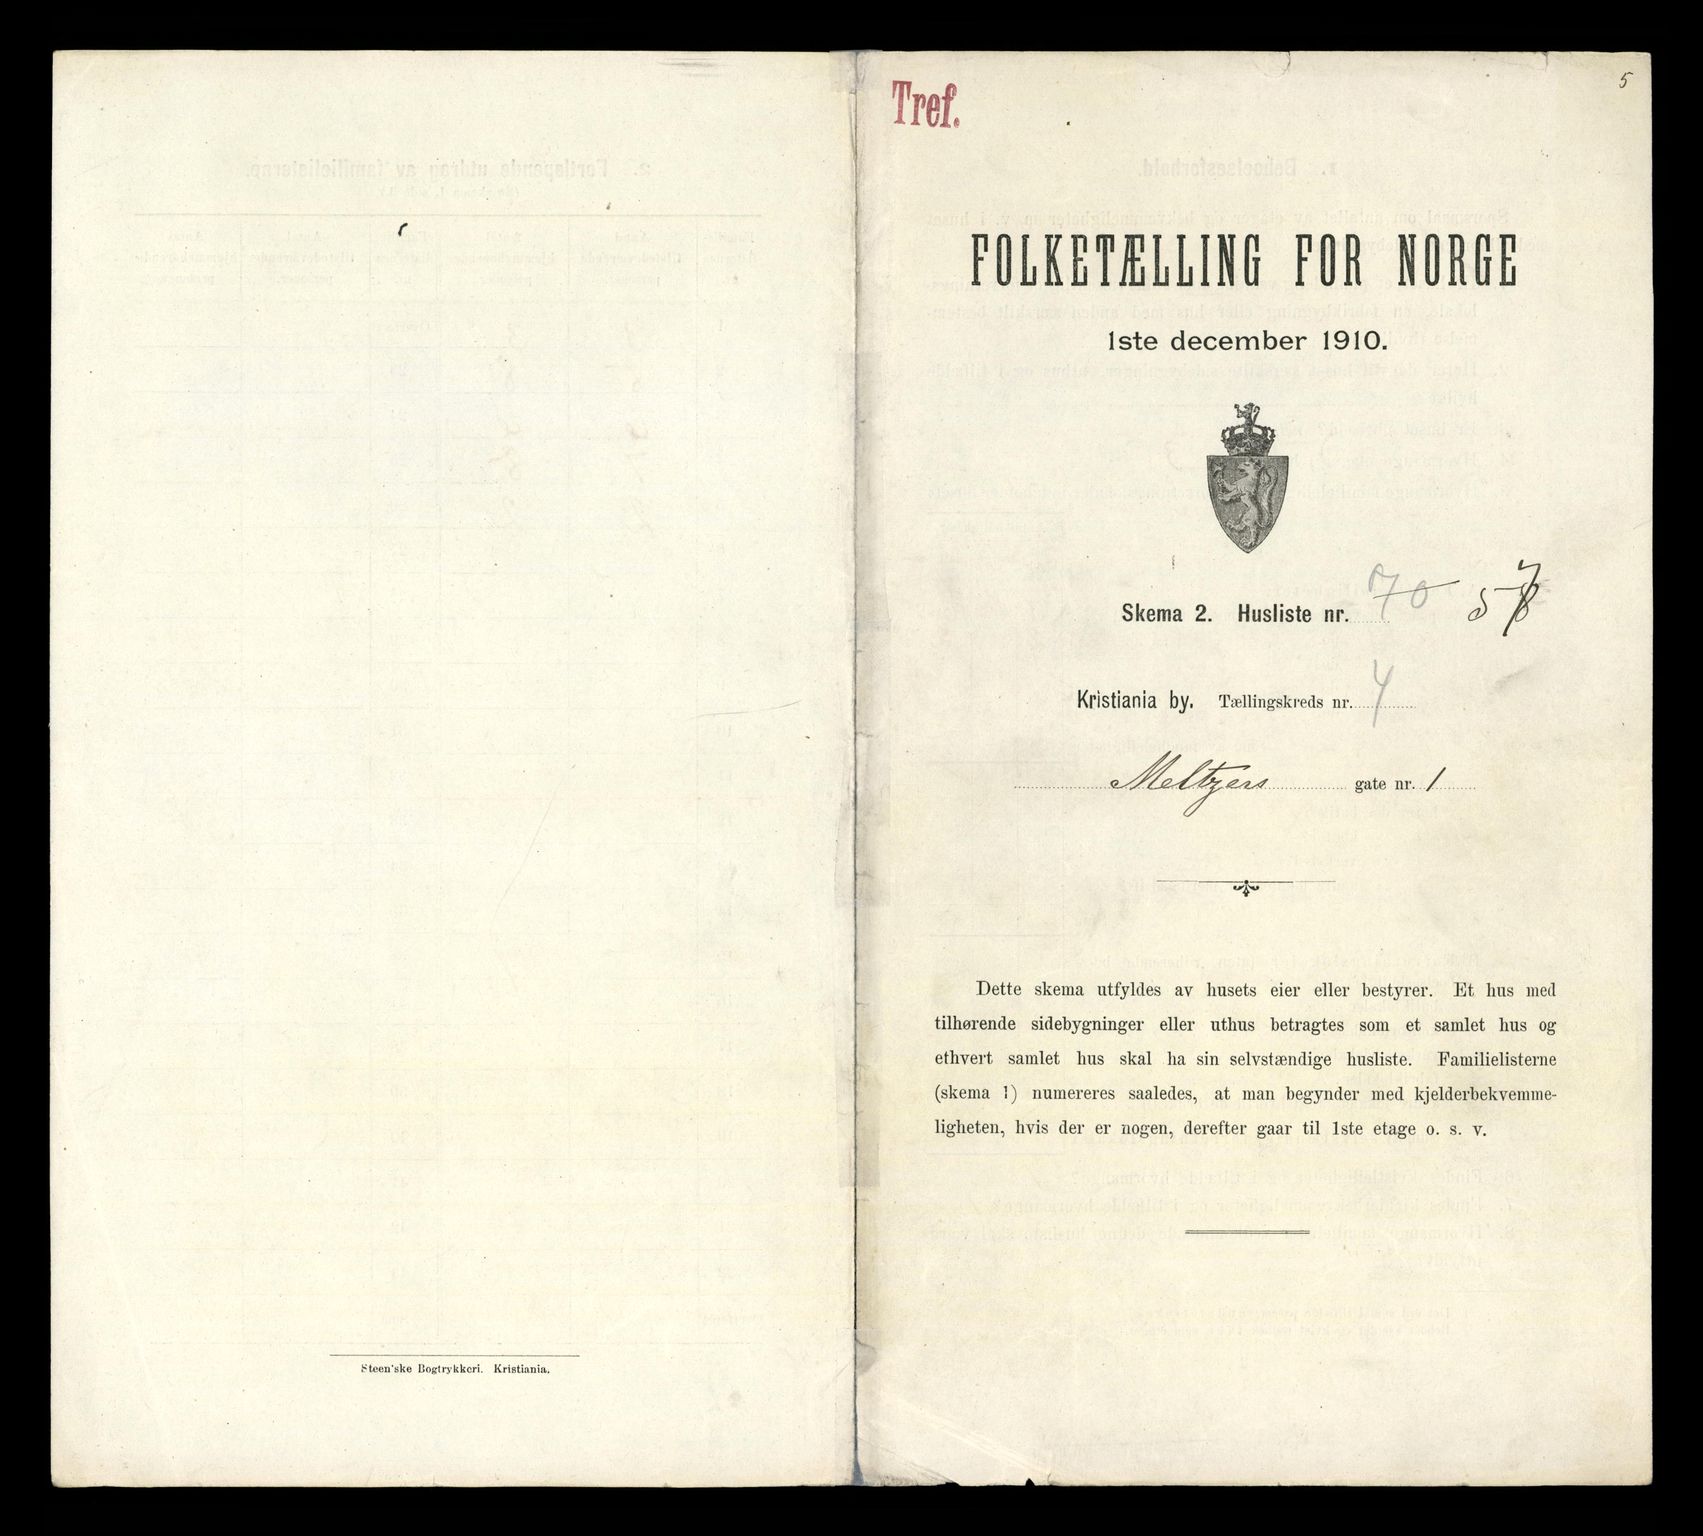 Steen'ske Bogtrykkeri. Kristiania.
Tref.
5
FOLKETÆLLING FOR NORGE
1ste december 1910.
Skema 2. Husliste nr. 70 57
Kristiania by. Tællingskreds nr. 4
Meltzers gate nr. 1
Dette skema utfyldes av husets eier eller bestyrer. Et hus med
tilhørende sidebygninger eller uthus betragtes som et samlet hus og
ethvert samlet hus skal ha sin selvstændige husliste. Familielisterne
(skema 1) numereres saaledes, at man begynder med kjelderbekvemme-
ligheten, hvis der er nogen, derefter gaar til 1ste etage o. s. v.